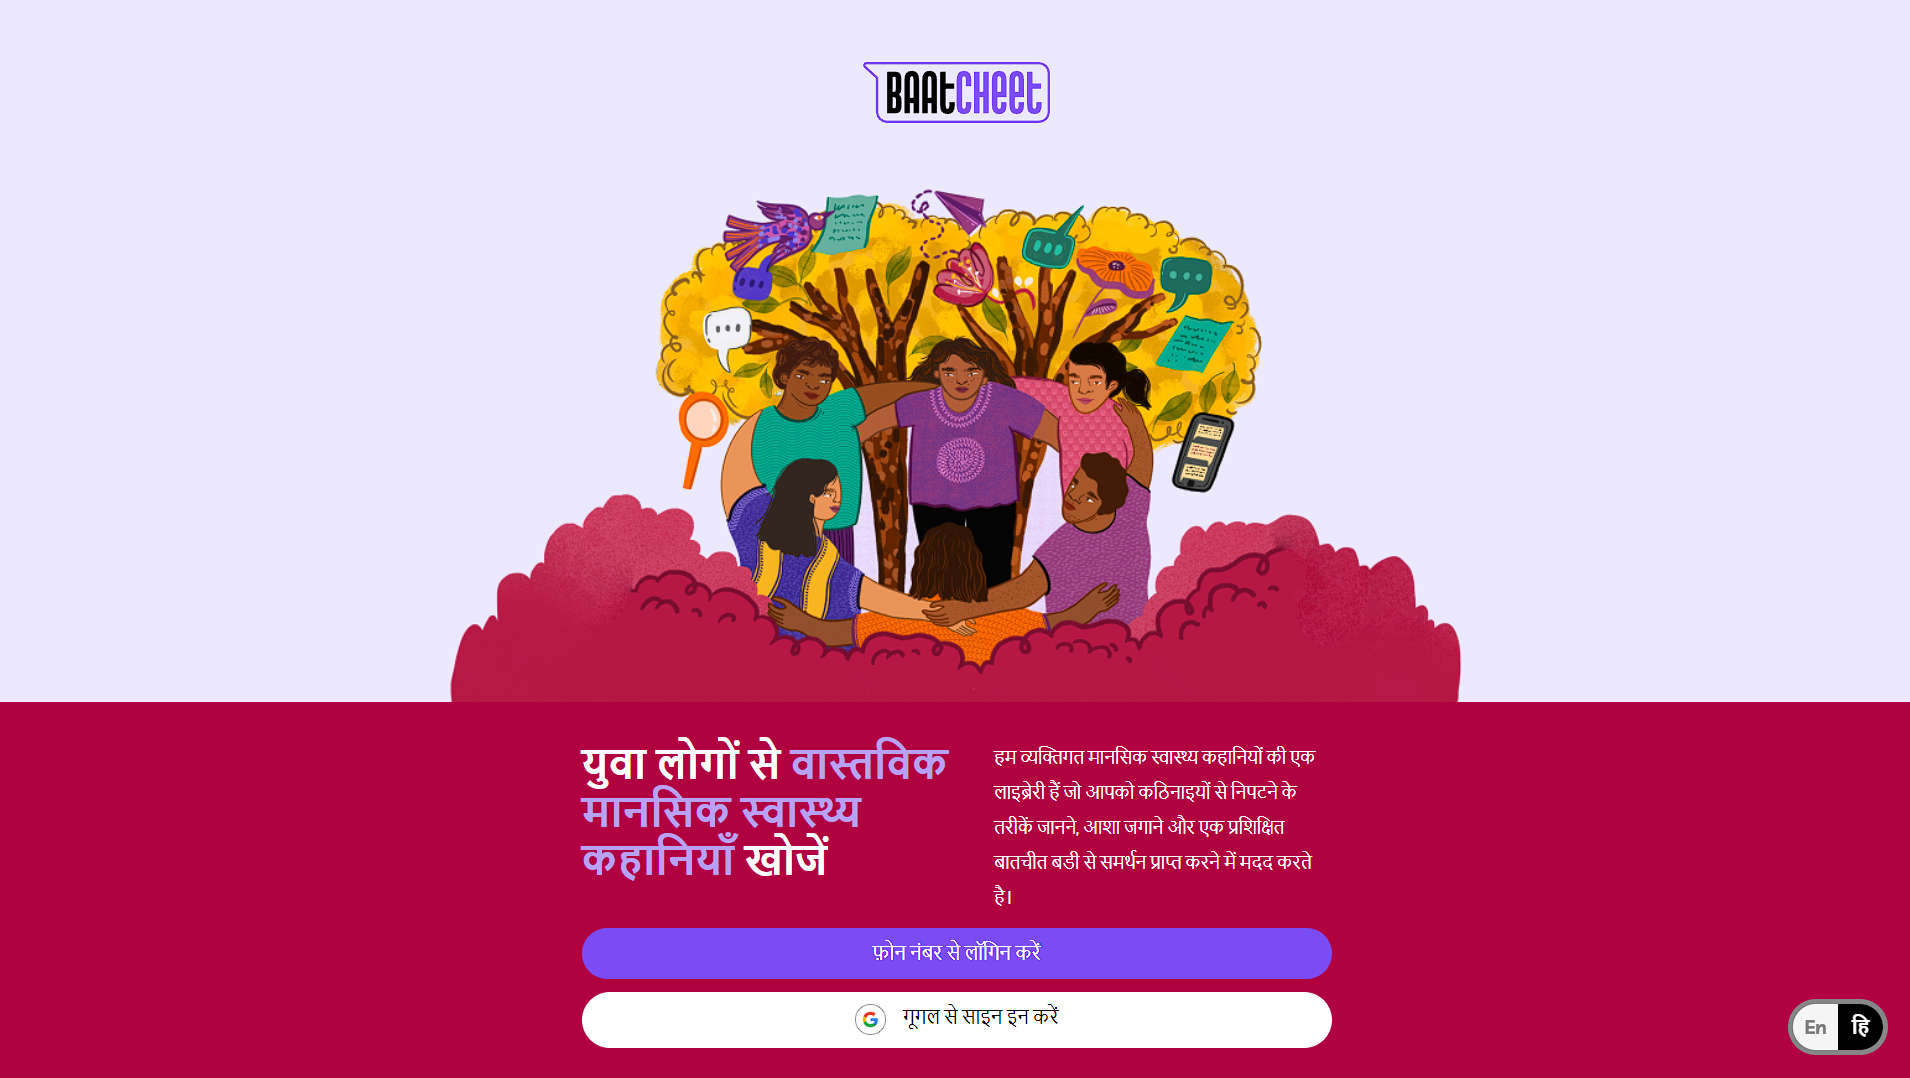 BAATCHEET
युवा लोगों से वास्तविक
मानसिक स्वास्थ्य
कहानियाँ खोजें
हम व्यक्तिगत मानसिक स्वास्थ्य कहानियों की एक
लाइब्रेरी हैं जो आपको कठिनाइयों से निपटने के
तरीकें जानने, आशा जगाने और एक प्रशिक्षित
बातचीत बडी से समर्थन प्राप्त करने में मदद करते
है।
फ़ोन नंबर से लॉगिन करें
गूगल से साइन इन करें
En हि